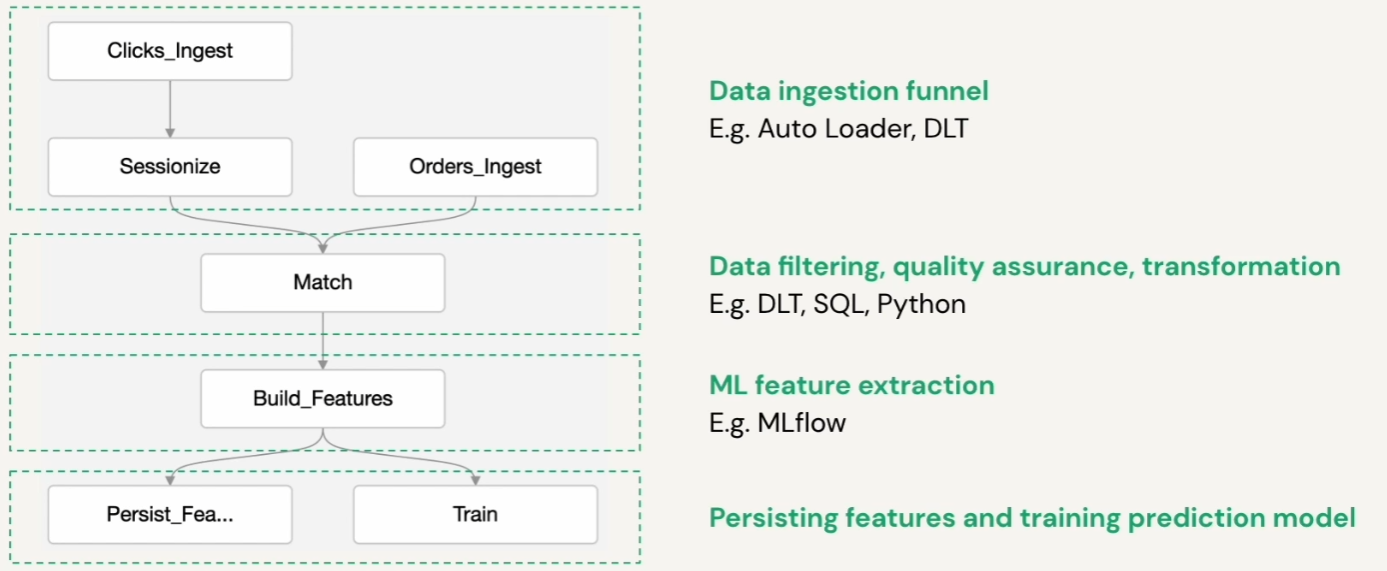 Clicks_Ingest
Sessionize
Orders_Ingest
Data ingestion funnel
E.g. Auto Loader, DLT
Match
Data filtering, quality assurance, transformation
E.g. DLT, SQL, Python
Build_Features
ML feature extraction
E.g. MLflow
Persist_Fea...
Train
Persisting features and training prediction model